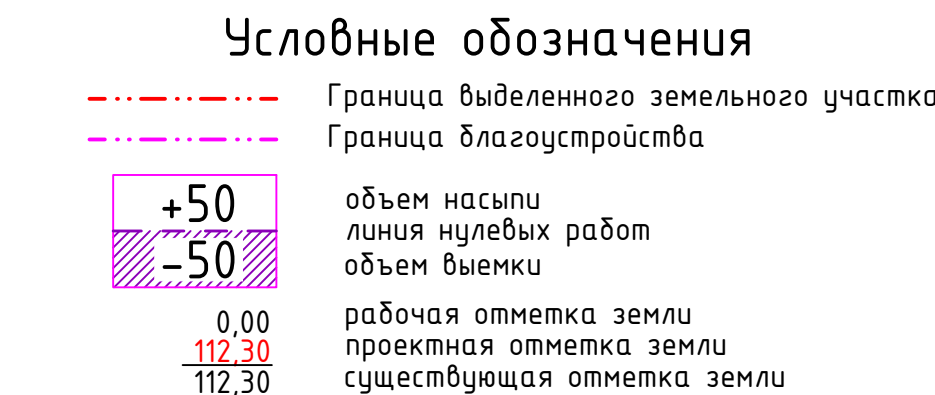 Условные обозначения
Граница выделенного земельного участка
Граница благоустройства
+50
объем насыпи
линия нулевых работ
-50
объем выемки
0,00
рабочая отметка земли
112,30
проектная отметка земли
112,30
существующая отметка земли